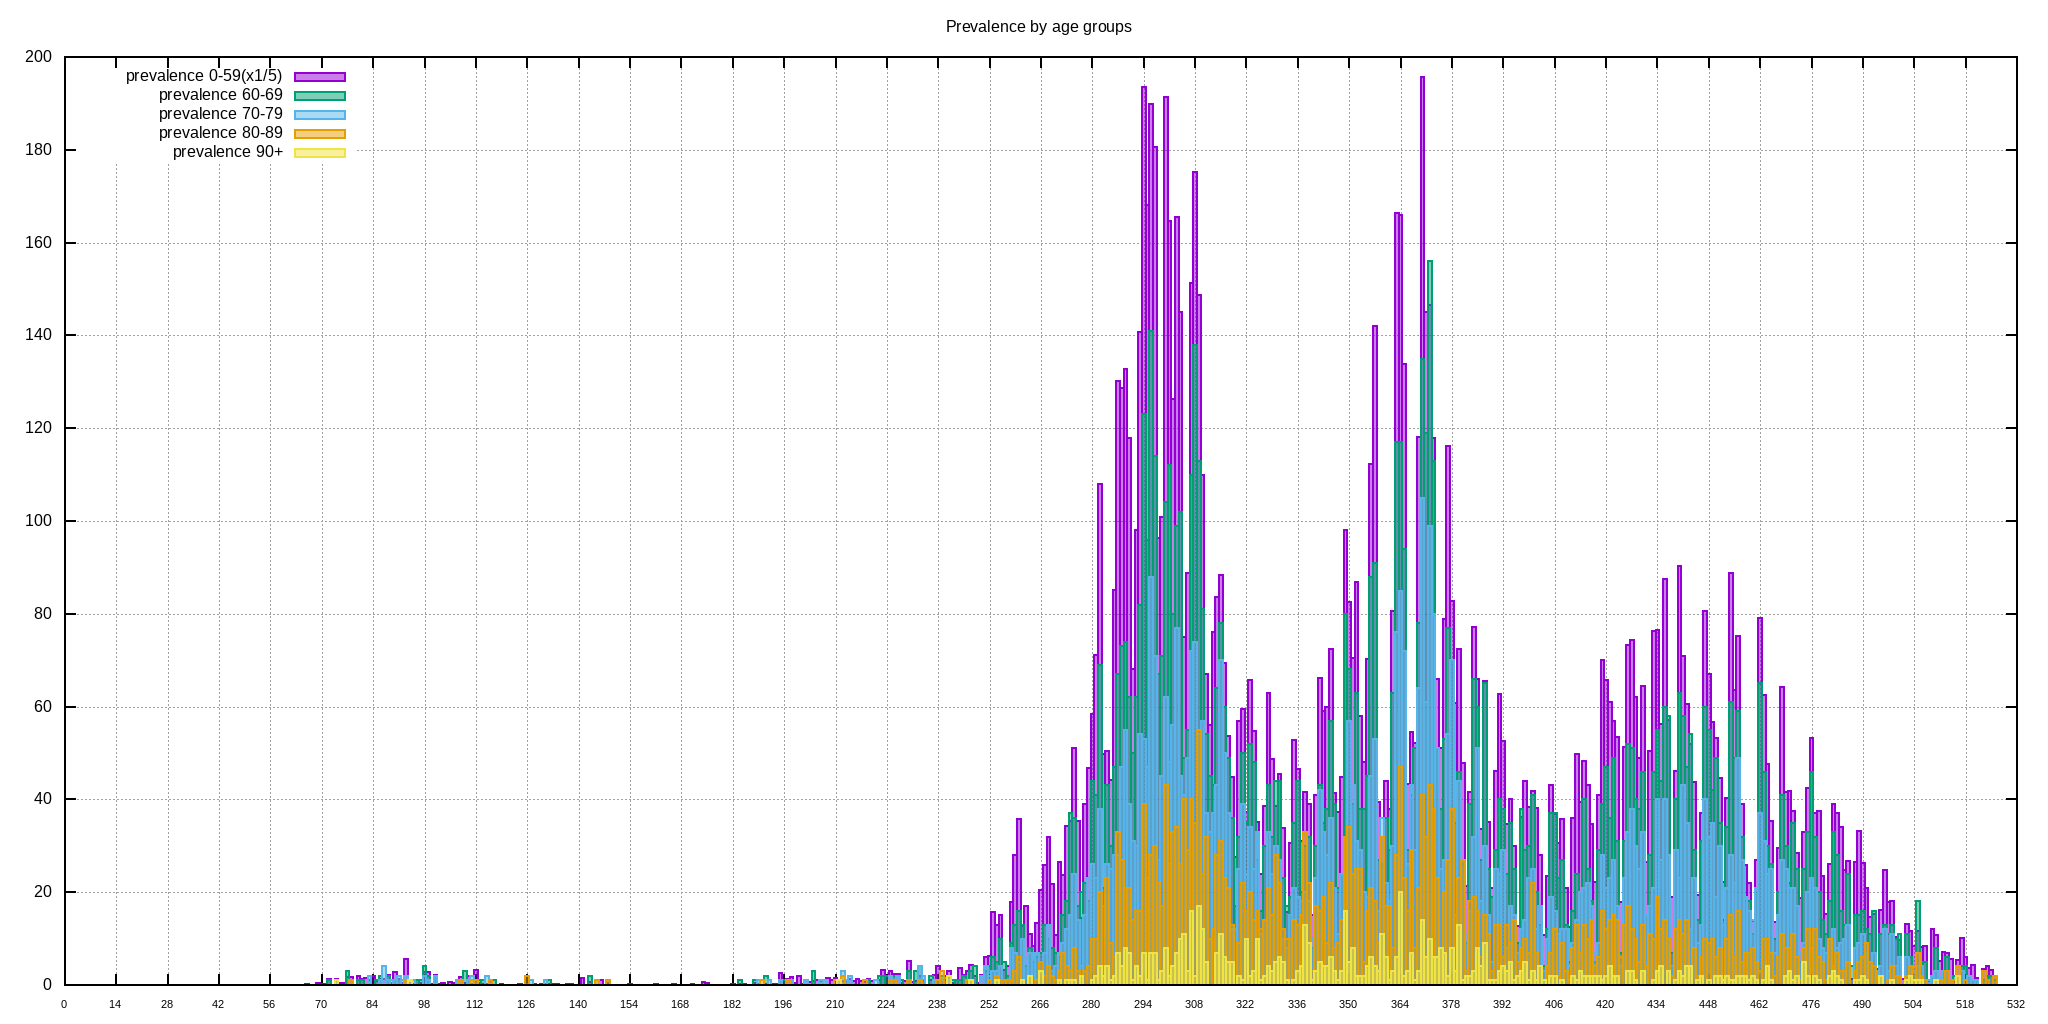 Prevalence by age groups
200
180
160
140
120
100
80
60
40
20
0
prevalence 0-59(x1/5)
prevalence 60-69
prevalence 70-79
prevalence 80-89
prevalence 90+
0 14 28 42 56 70 84 98 112 126 140 154 168 182 196 210 224 238 252 266 280 294 308 322 336 350 364 378 392 406 420 434 448 462 476 490 504 518 532